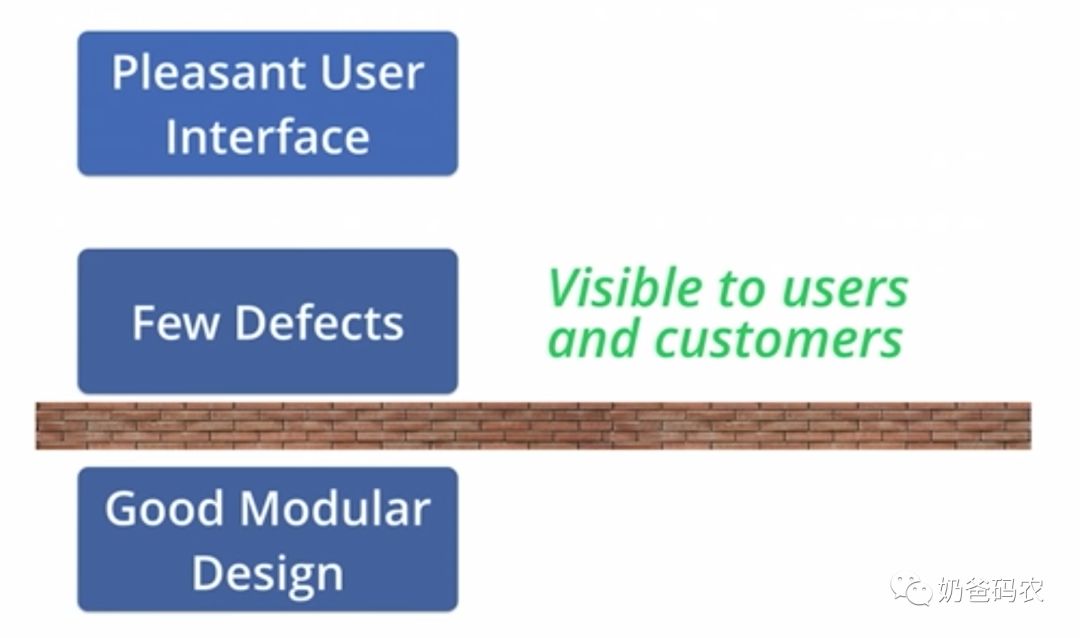 Pleasant User
Interface
Few Defects
Visible to users
and customers
Good Modular
Design
奶爸码农